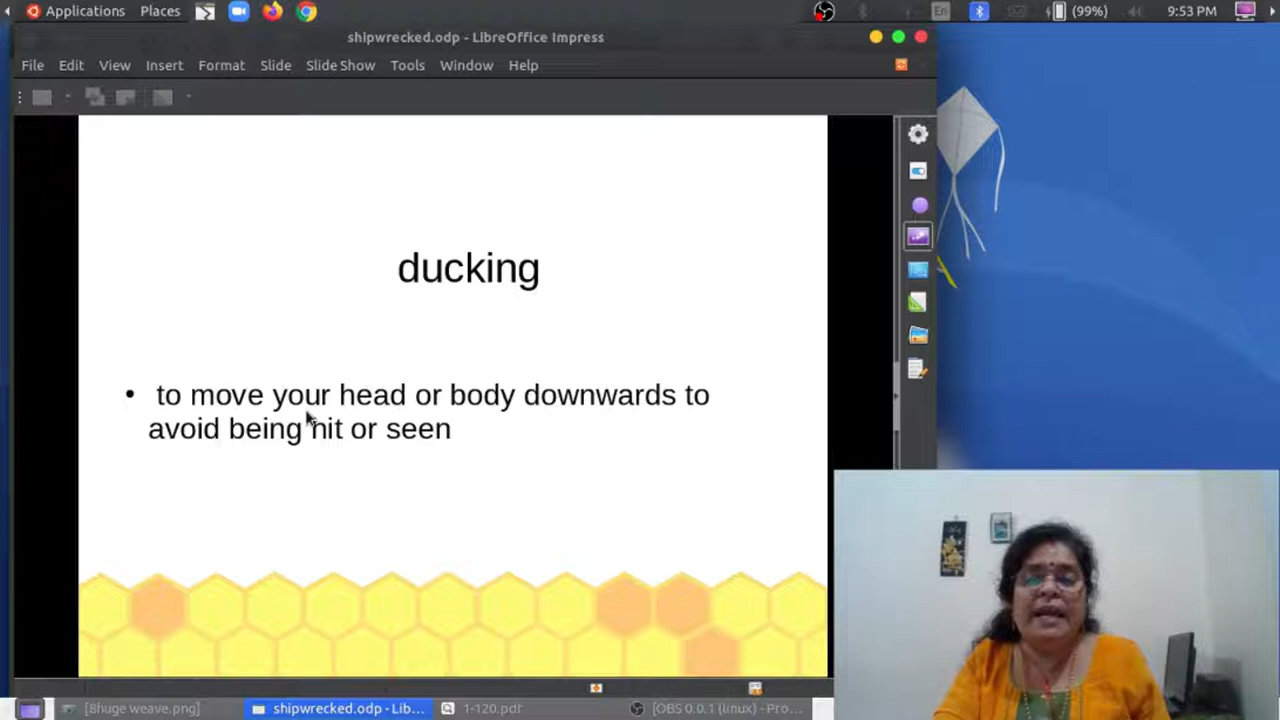 Applications Places En (99%) 9:53 PM
shipwrecked.odp - LibreOffice Impress
File Edit View Insert Format Slide Slide Show Tools Window Help
ducking
• to move your head or body downwards to
avoid being hit or seen
[8huge weave.png] shipwrecked.odp - Lib... 1-120.pdf [OBS 0.0.1 (linux) - Pro...